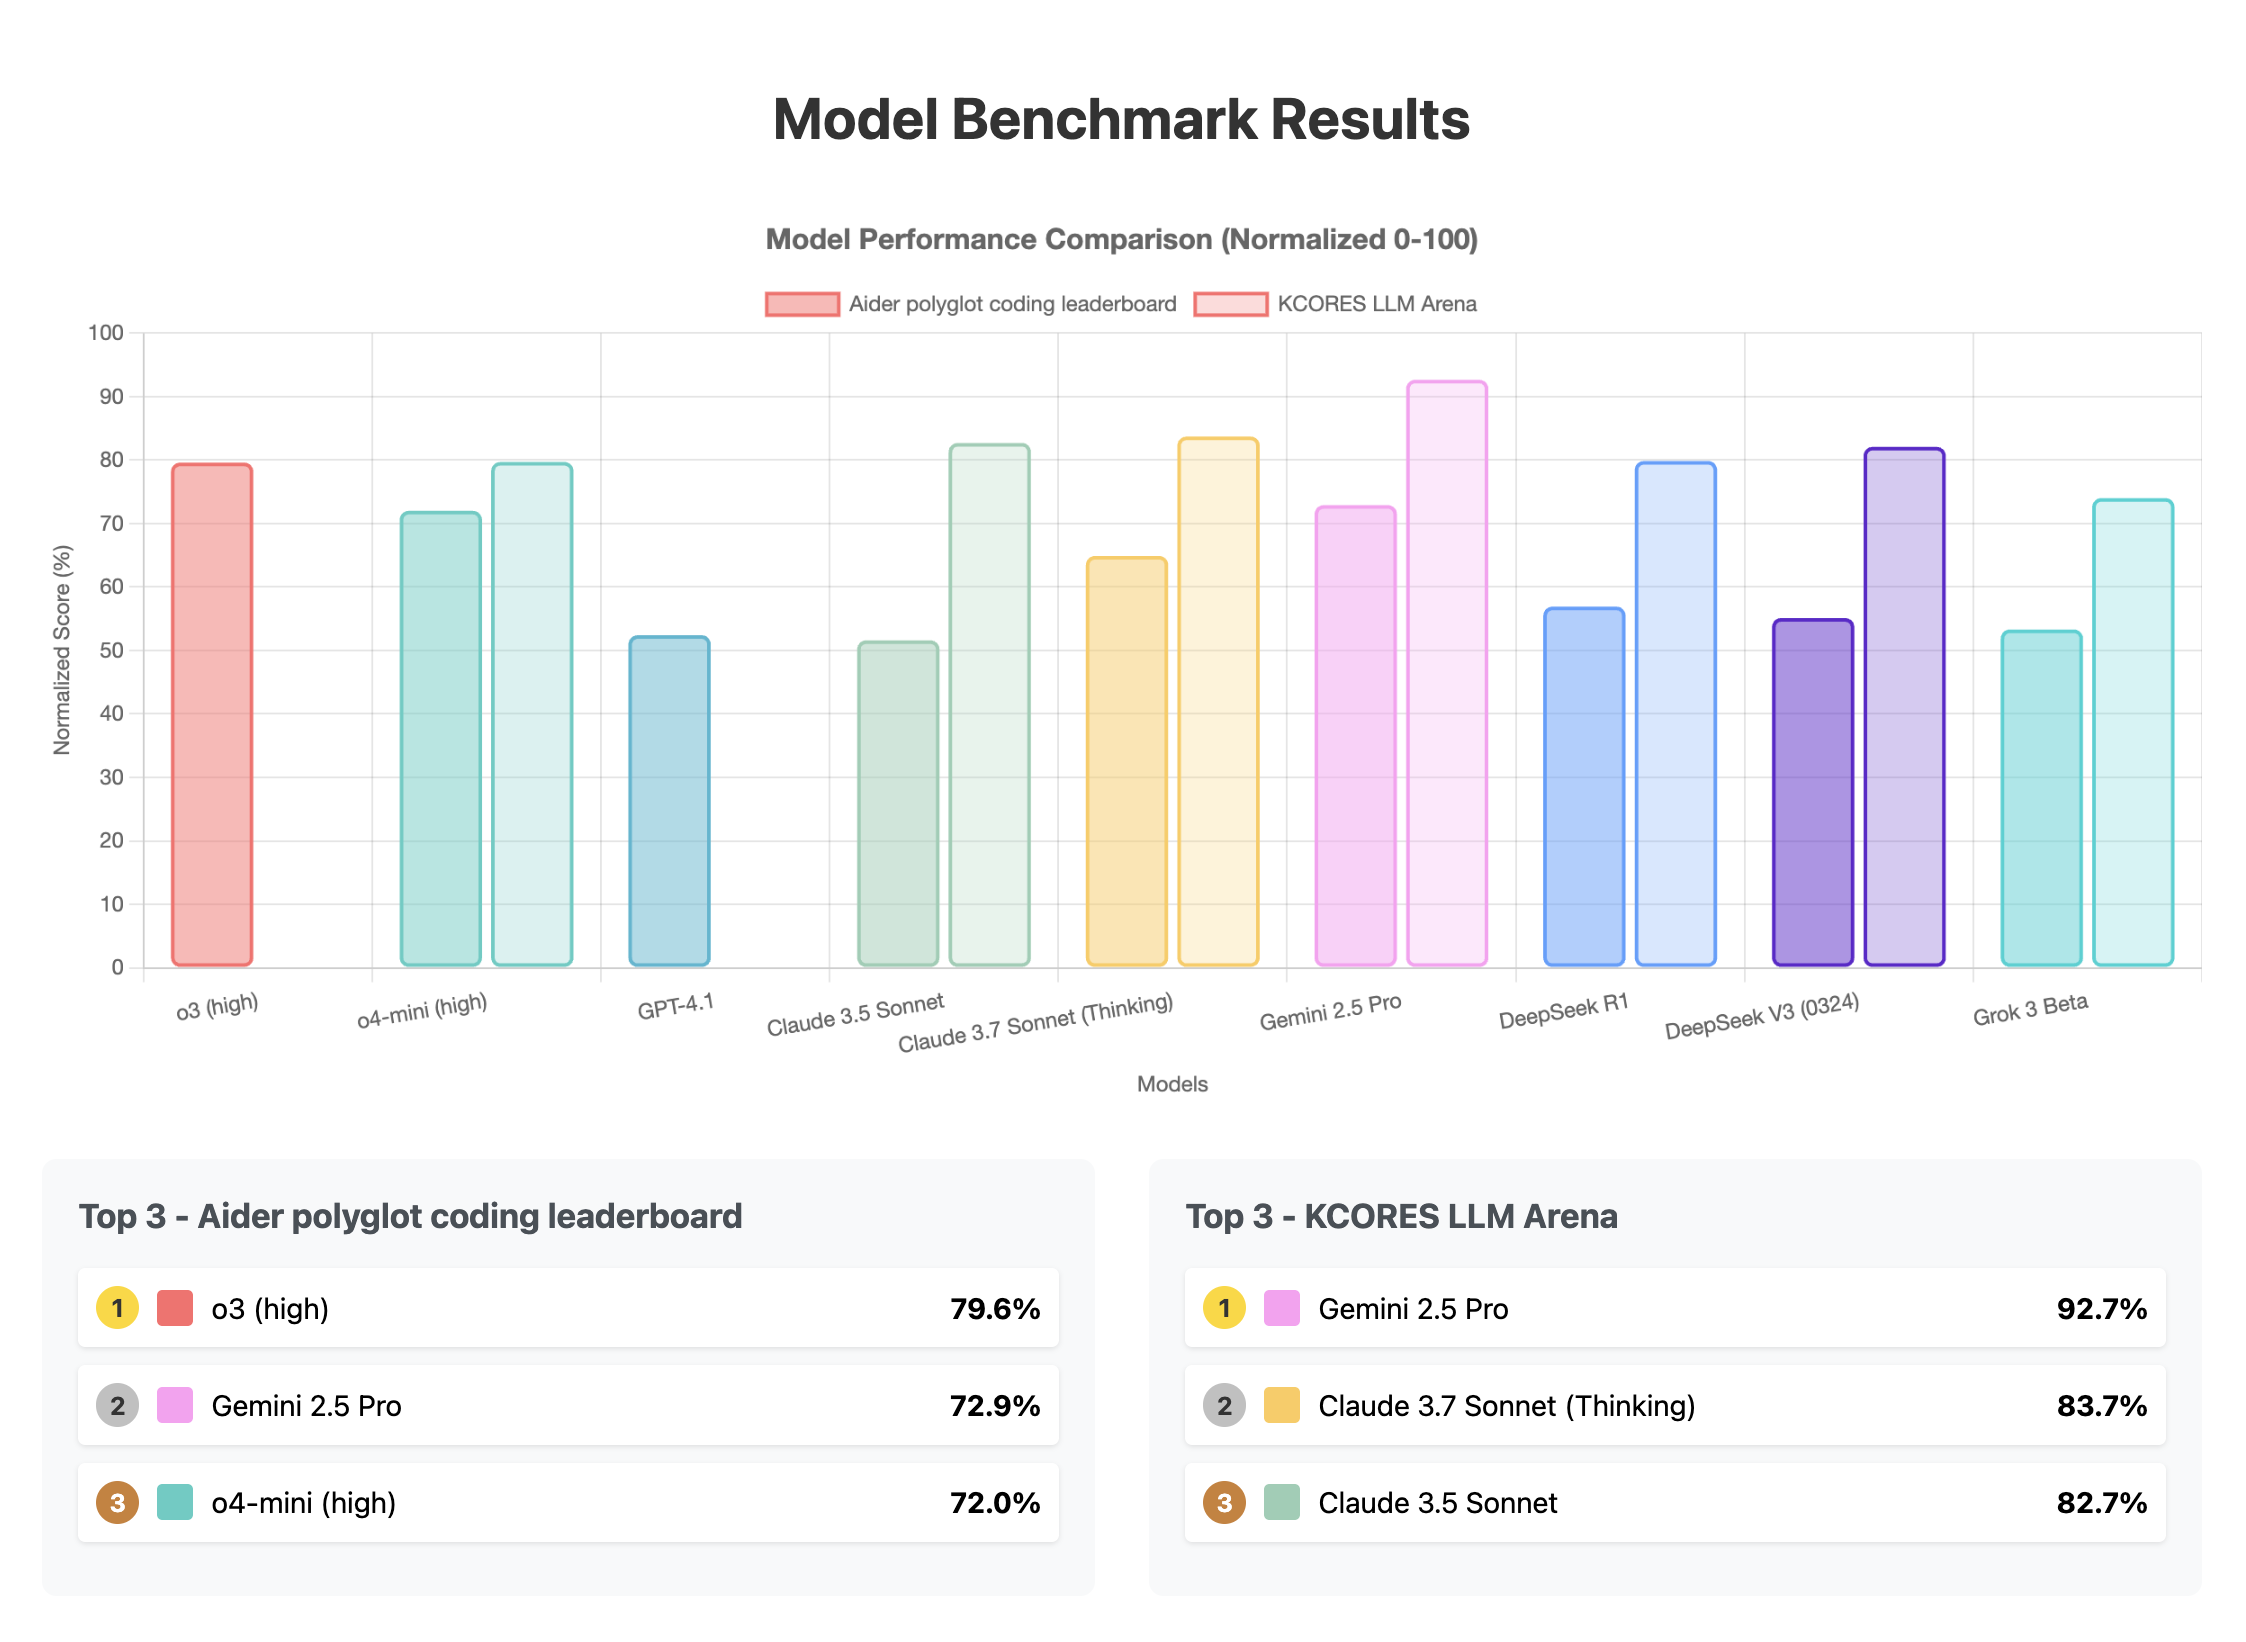 Model Benchmark Results
Model Performance Comparison (Normalized 0-100)
Aider polyglot coding leaderboard KCORES LLM Arena
100
90
80
70
60
50
40
30
20
10
0
Normalized Score (%)
o3 (high)
o4-mini (high)
GPT-4.1
Claude 3.5 Sonnet
Claude 3.7 Sonnet (Thinking)
Gemini 2.5 Pro
DeepSeek R1
DeepSeek V3 (0324)
Grok 3 Beta
Models
Top 3 - Aider polyglot coding leaderboard
1 o3 (high) 79.6%
2 Gemini 2.5 Pro 72.9%
3 o4-mini (high) 72.0%
Top 3 - KCORES LLM Arena
1 Gemini 2.5 Pro 92.7%
2 Claude 3.7 Sonnet (Thinking) 83.7%
3 Claude 3.5 Sonnet 82.7%